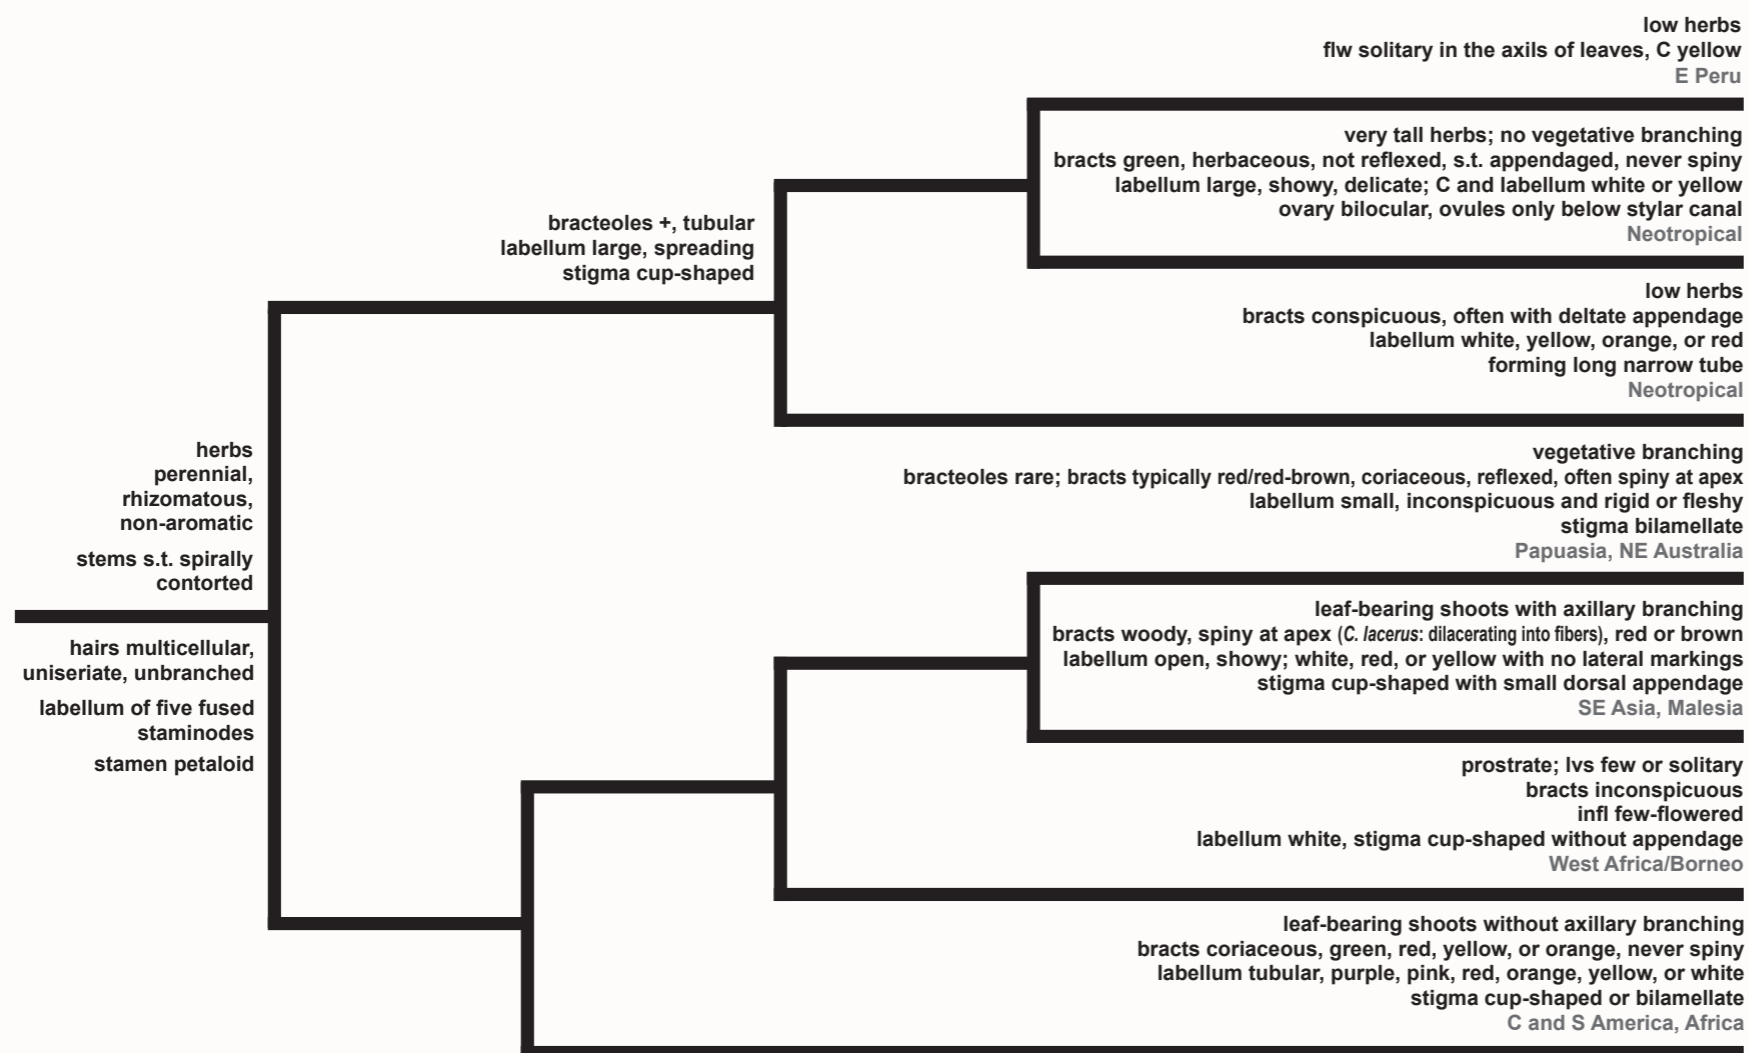 low herbs
flw solitary in the axils of leaves, C yellow
E Peru
very tall herbs; no vegetative branching
bracts green, herbaceous, not reflexed, s.t. appendaged, never spiny
labellum large, showy, delicate; C and labellum white or yellow
ovary bilocular, ovules only below stylar canal
Neotropical
bracteoles +, tubular
labellum large, spreading
stigma cup-shaped
low herbs
bracts conspicuous, often with deltate appendage
labellum white, yellow, orange, or red
forming long narrow tube
Neotropical
herbs
perennial,
rhizomatous,
non-aromatic
stems s.t. spirally
contorted
hairs multicellular,
uniseriate, unbranched
labellum of five fused
staminodes
stamen petaloid
vegetative branching
bracteoles rare; bracts typically red/red-brown, coriaceous, reflexed, often spiny at apex
labellum small, inconspicuous and rigid or fleshy
stigma bilamellate
Papuasia, NE Australia
leaf-bearing shoots with axillary branching
bracts woody, spiny at apex (C. lacerus: dilacerating into fibers), red or brown
labellum open, showy; white, red, or yellow with no lateral markings
stigma cup-shaped with small dorsal appendage
SE Asia, Malesia
prostrate; lvs few or solitary
bracts inconspicuous
infl few-flowered
labellum white, stigma cup-shaped without appendage
West Africa/Borneo
leaf-bearing shoots without axillary branching
bracts coriaceous, green, red, yellow, or orange, never spiny
labellum tubular, purple, pink, red, orange, yellow, or white
stigma cup-shaped or bilamellate
C and S America, Africa